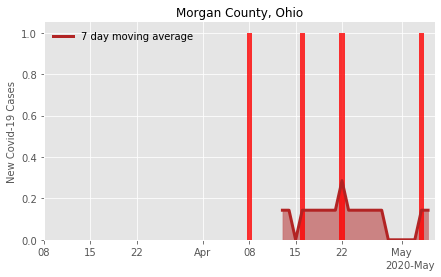 Morgan County, Ohio
7 day moving average
New Covid-19 Cases
1.0
0.8
0.6
0.4
0.2
0.0
08 15 22 Apr 08 15 22 May
2020-May